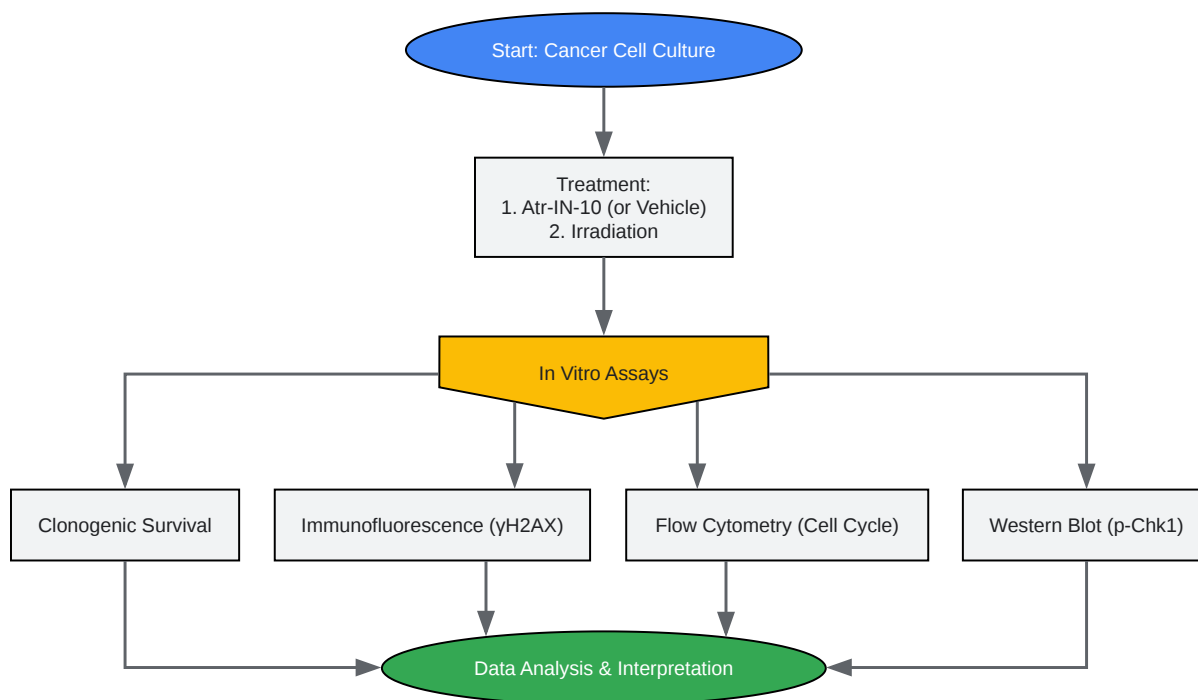 Start: Cancer Cell Culture
Treatment:
1. Atr-IN-10 (or Vehicle)
2. Irradiation
In Vitro Assays
Clonogenic Survival
Immunofluorescence (γH2AX)
Flow Cytometry (Cell Cycle)
Western Blot (p-Chk1)
Data Analysis & Interpretation